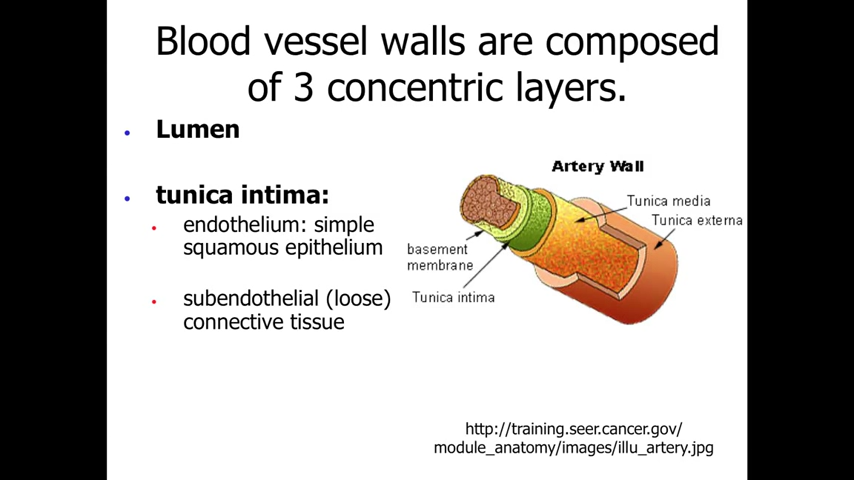 Blood vessel walls are composed
of 3 concentric layers.
• Lumen
• tunica intima:
• endothelium: simple
squamous epithelium
• subendothelial (loose)
connective tissue
Artery Wall
Tunica media
Tunica externa
basement
membrane
Tunica intima
http://training.seer.cancer.gov/
module_anatomy/images/illu_artery.jpg